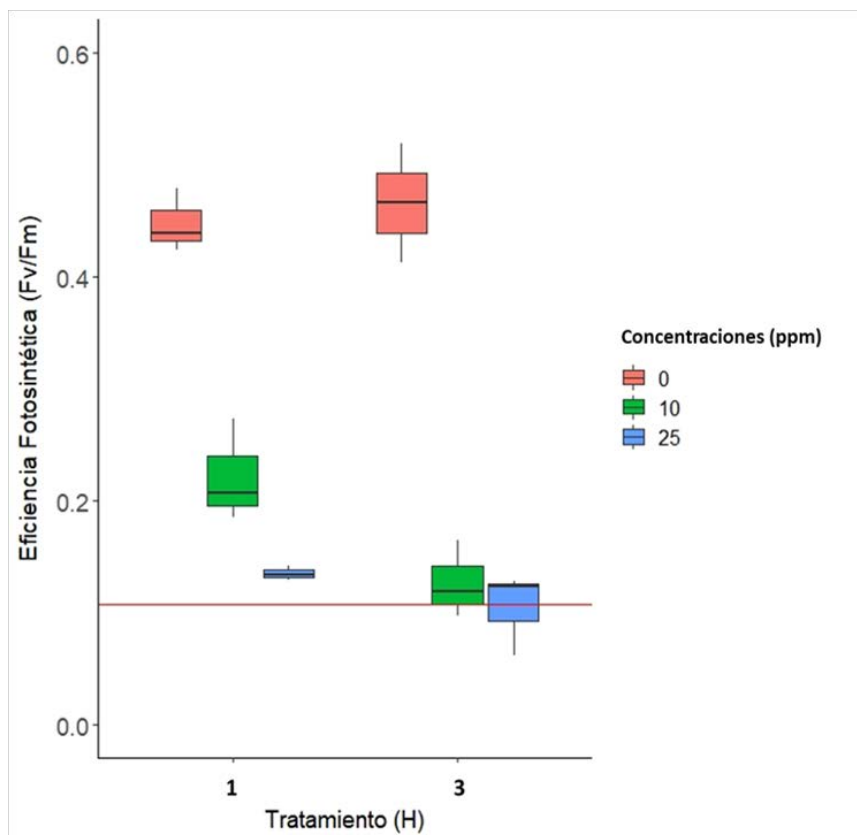 0.6
0.4
0.2
0.0
Eficiencia Fotosintética (Fv/Fm)
1 3
Tratamiento (H)
Concentraciones (ppm)
0
10
25